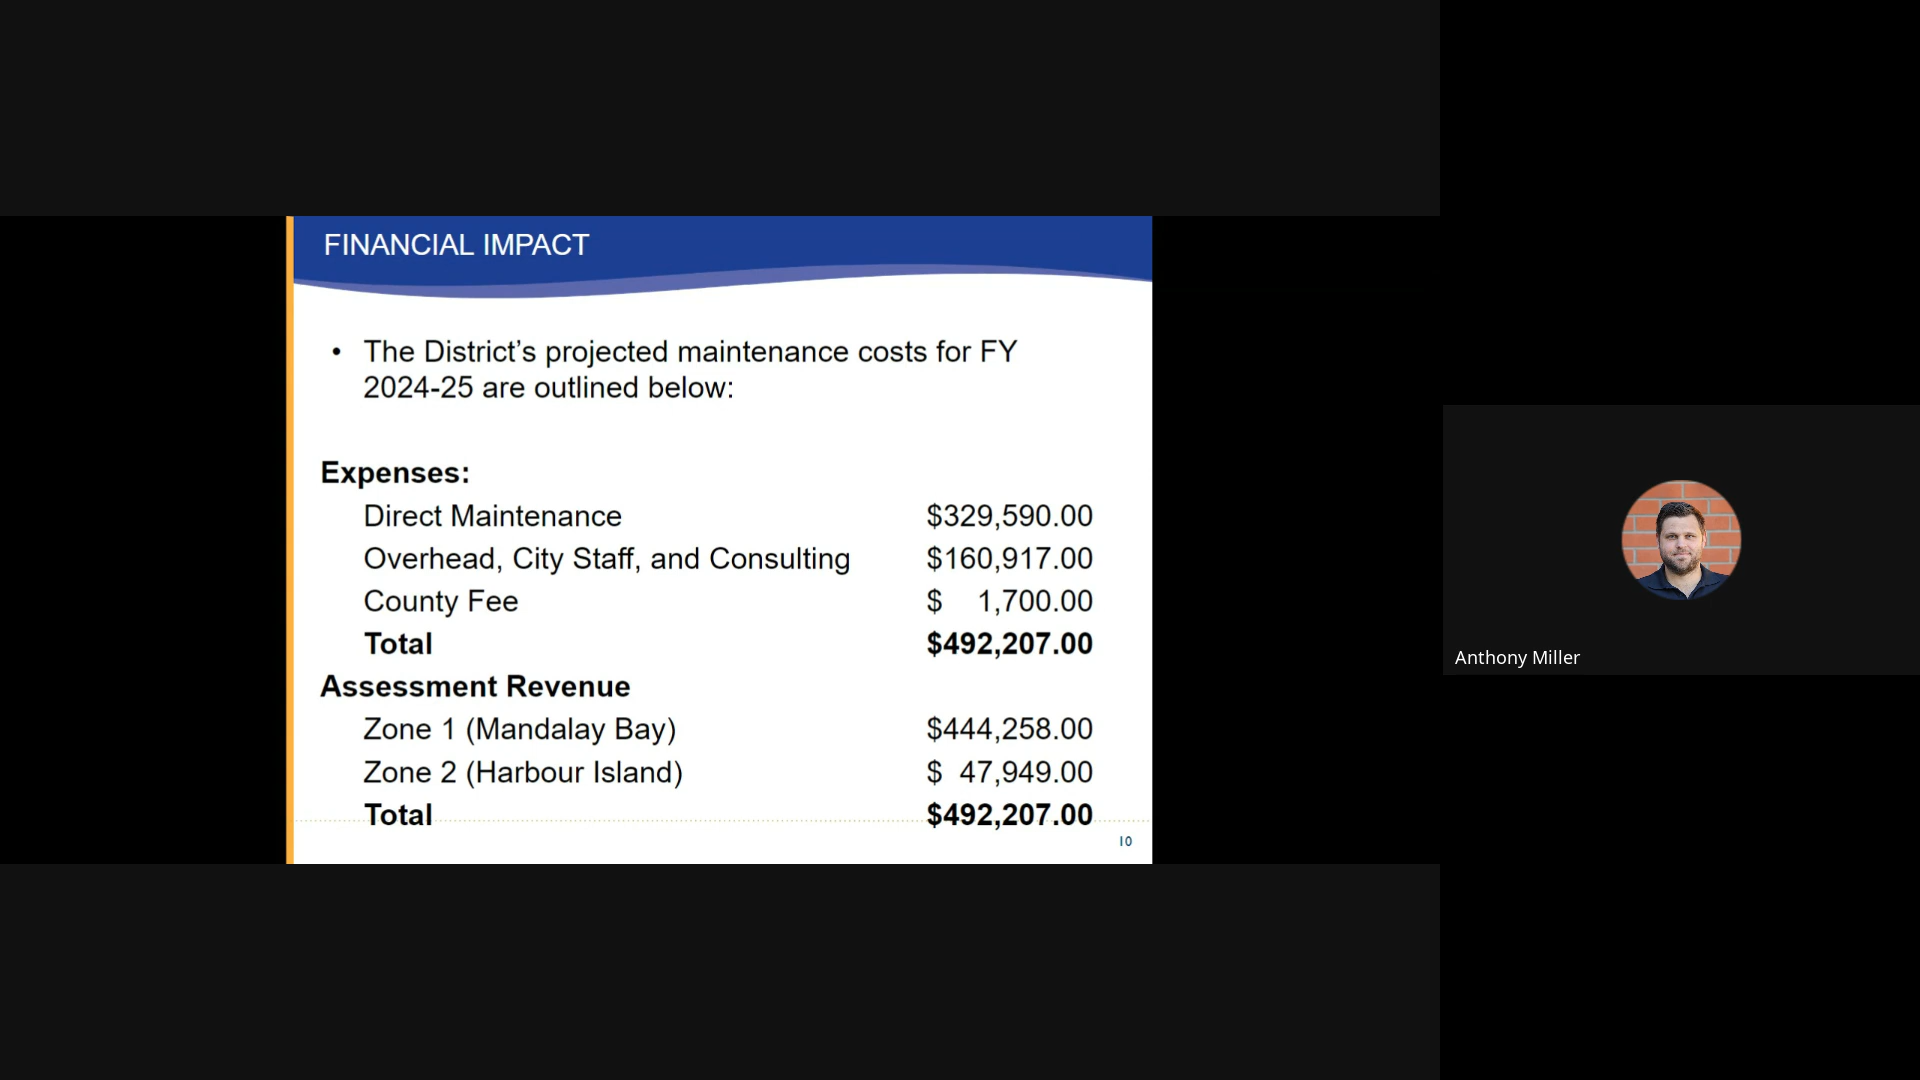 FINANCIAL IMPACT
• The District’s projected maintenance costs for FY
2024-25 are outlined below:
Expenses:
Direct Maintenance $329,590.00
Overhead, City Staff, and Consulting $160,917.00
County Fee $ 1,700.00
Total $492,207.00
Assessment Revenue
Zone 1 (Mandalay Bay) $444,258.00
Zone 2 (Harbour Island) $ 47,949.00
Total $492,207.00
10
Anthony Miller